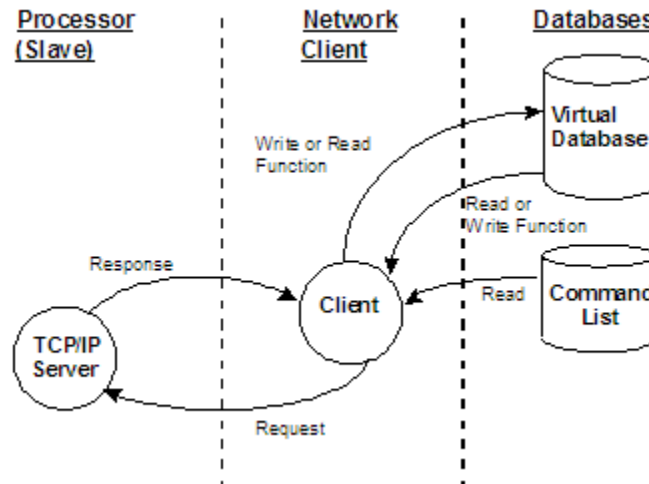 Processor
(Slave)
Network
Client
Databases
Virtual
Database
Write or Read
Function
Read or
Write Function
Response
Client
Read
Command
List
TCP/IP
Server
Request